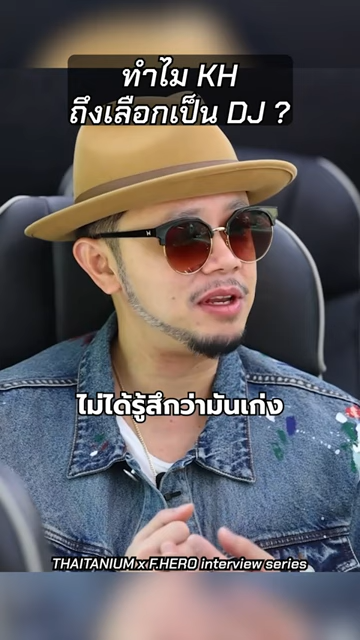 ทำไม KH
ถึงเลือกเป็น DJ ?
ไม่ได้รู้สึกว่ามันเก่ง
THAITANIUM x F.HERO interview series